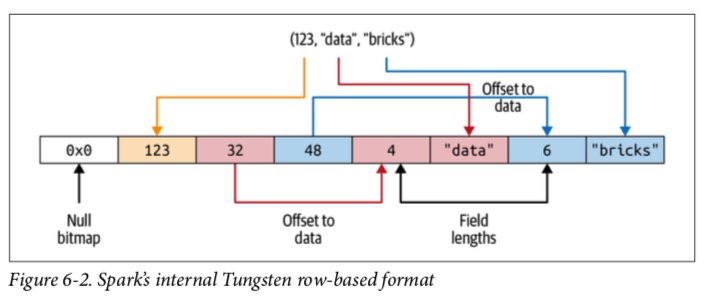 (123, "data", "bricks")
Offset to
data
0x0 123 32 48 4 "data" 6 "bricks"
Null
bitmap
Offset to
data
Field
lengths
Figure 6-2. Spark's internal Tungsten row-based format